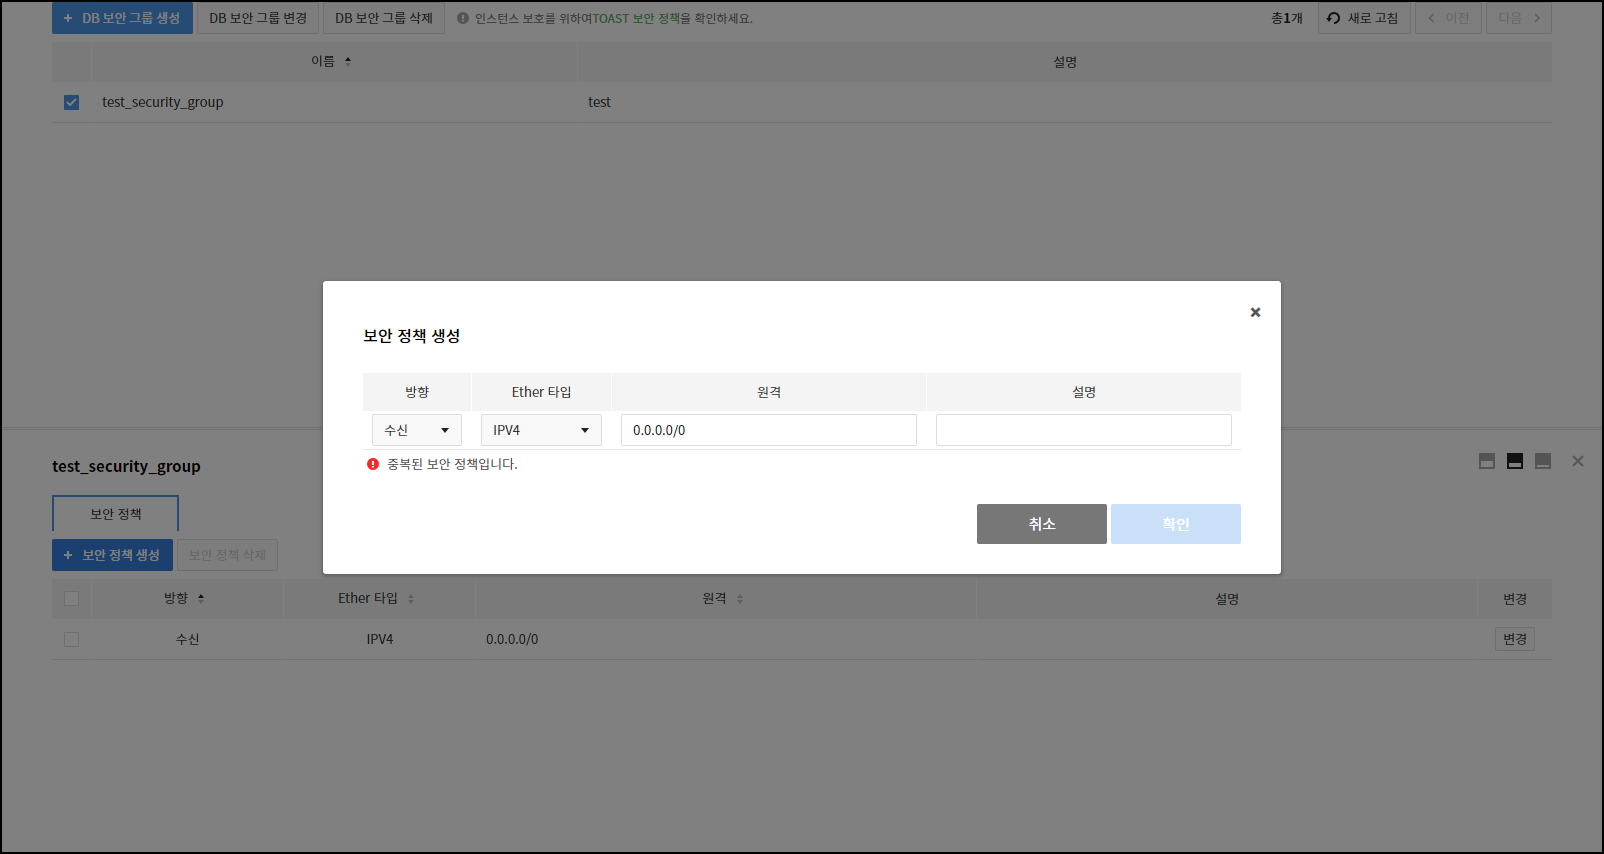 + DB 보안 그룹 생성 DB 보안 그룹 변경 DB 보안 그룹 삭제 인스턴스 보호를 위하여TOAST 보안 정책을 확인하세요. 총1개 새로 고침 < 이전 다음 >
이름 설명
test_security_group test
보안 정책 생성
방향 Ether 타입 원격 설명
수신 IPV4 0.0.0.0/0
중복된 보안 정책입니다.
취소 확인
test_security_group
보안 정책
+ 보안 정책 생성 보안 정책 삭제
방향 Ether 타입 원격 설명 변경
수신 IPV4 0.0.0.0/0 변경